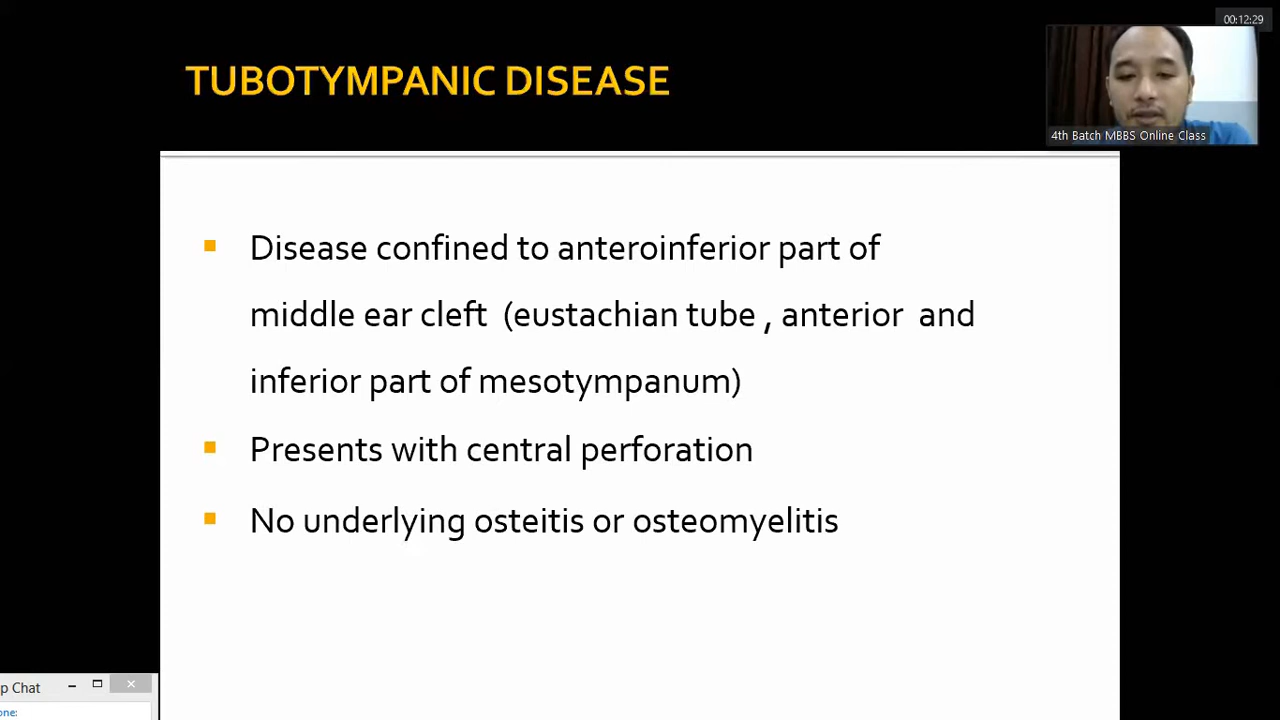 00:12:29
TUBOTYMPANIC DISEASE
4th Batch MBBS Online Class
Disease confined to anteroinferior part of
middle ear cleft (eustachian tube , anterior and
inferior part of mesotympanum)
Presents with central perforation
No underlying osteitis or osteomyelitis
p Chat
one: